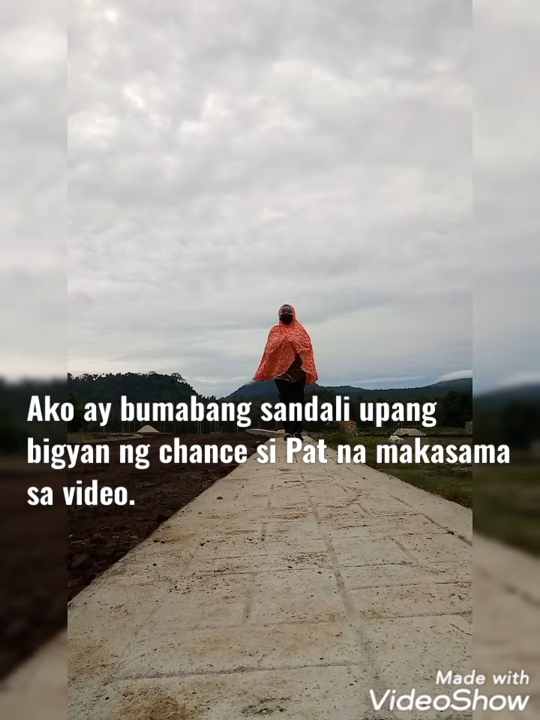 Ako ay bumabang sandali upang
bigyan ng chance si Pat na makasama
sa video.
Made with
VideoShow